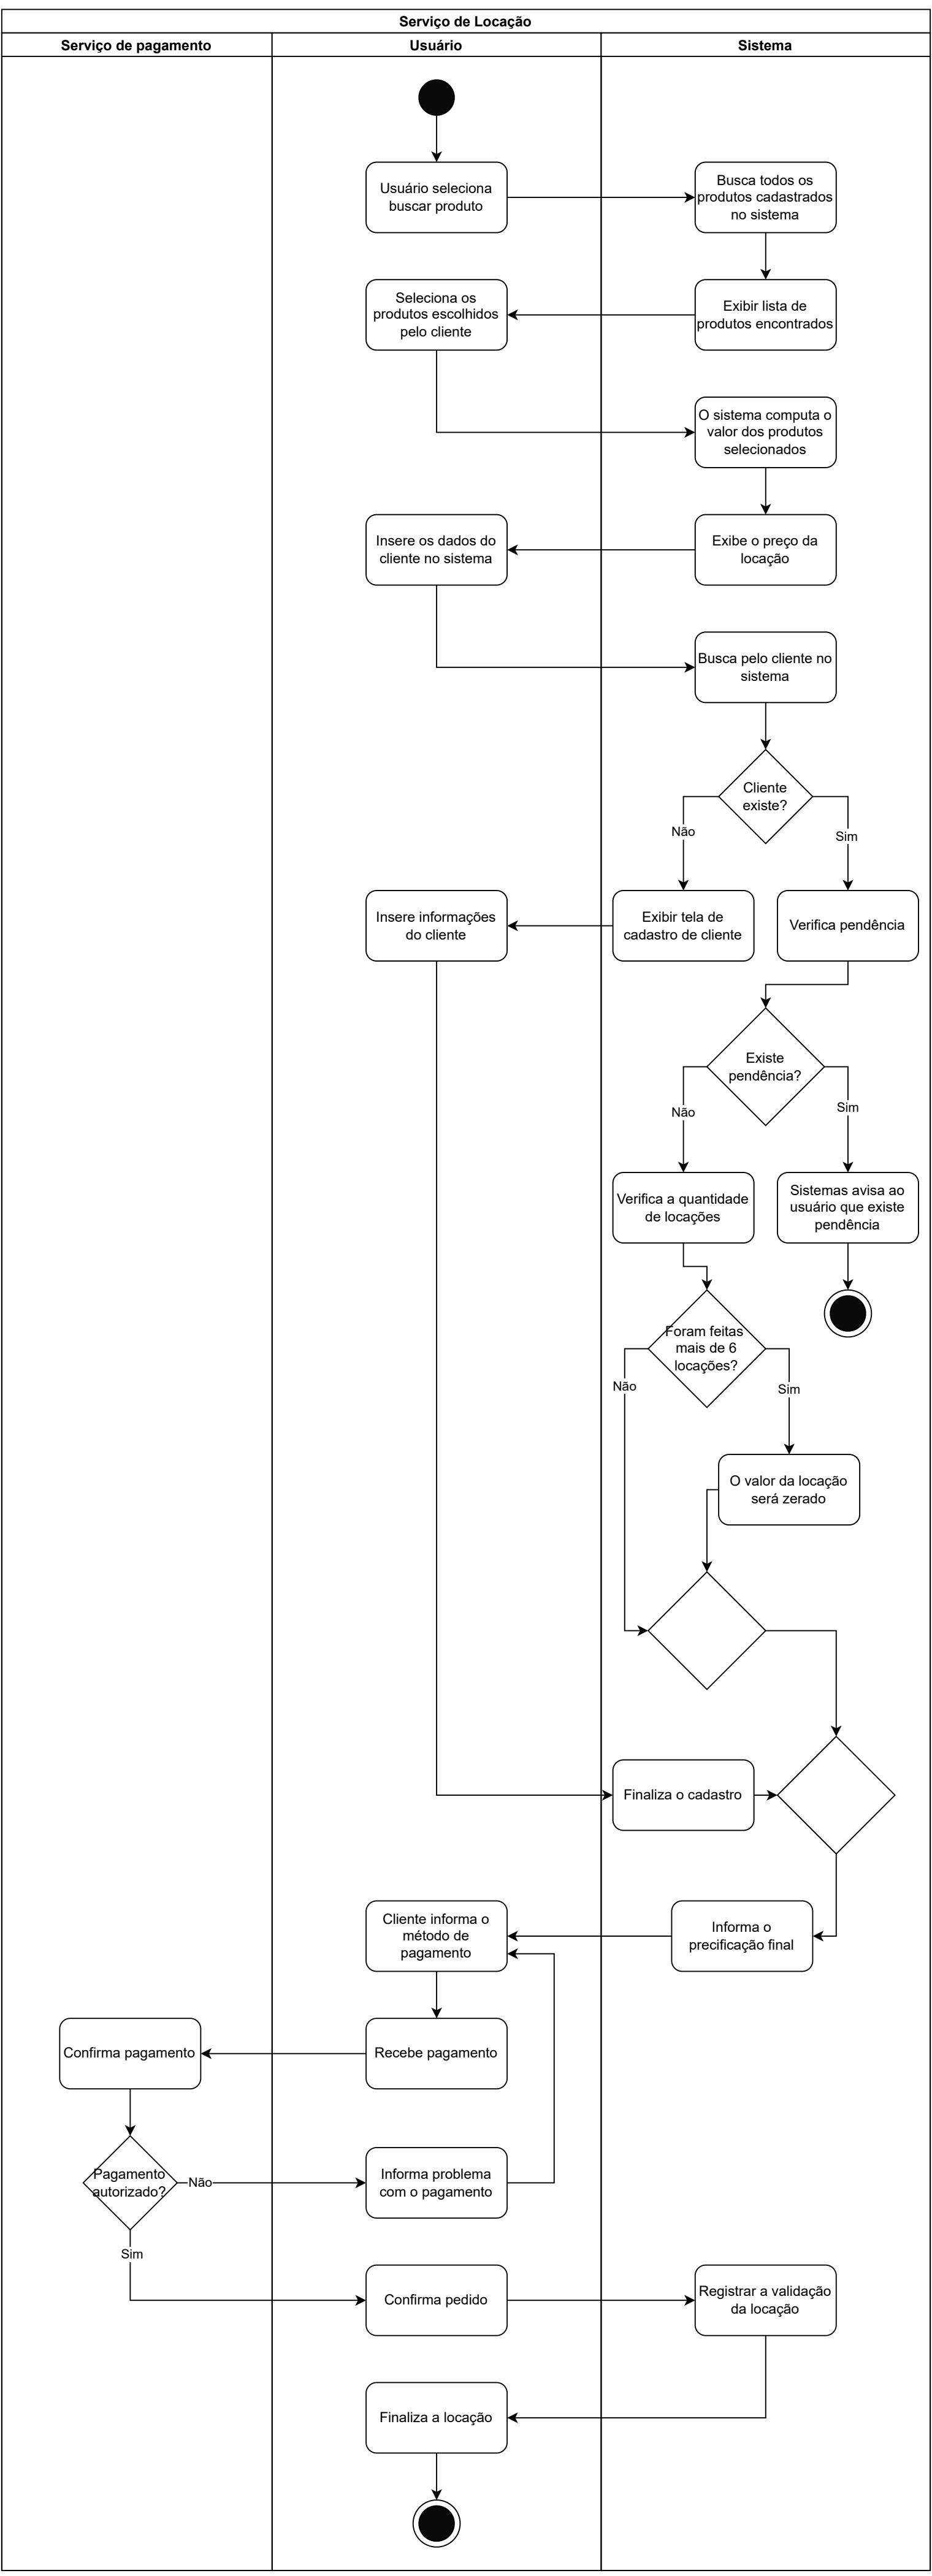 Serviço de Locação
Serviço de pagamento
Usuário
Sistema
Usuário seleciona
buscar produto
Busca todos os
produtos cadastrados
no sistema
Seleciona os
produtos escolhidos
pelo cliente
Exibir lista de
produtos encontrados
O sistema computa o
valor dos produtos
selecionados
Insere os dados do
cliente no sistema
Exibe o preço da
locação
Busca pelo cliente no
sistema
Cliente
existe?
Não
Sim
Insere informações
do cliente
Exibir tela de
cadastro de cliente
Verifica pendência
Existe
pendência?
Não
Sim
Verifica a quantidade
de locações
Sistemas avisa ao
usuário que existe
pendência
Foram feitas
mais de 6
locações?
Não
Sim
O valor da locação
será zerado
Finaliza o cadastro
Cliente informa o
método de
pagamento
Informa o
precificação final
Confirma pagamento
Recebe pagamento
Pagamento
autorizado?
Não
Informa problema
com o pagamento
Sim
Confirma pedido
Registrar a validação
da locação
Finaliza a locação